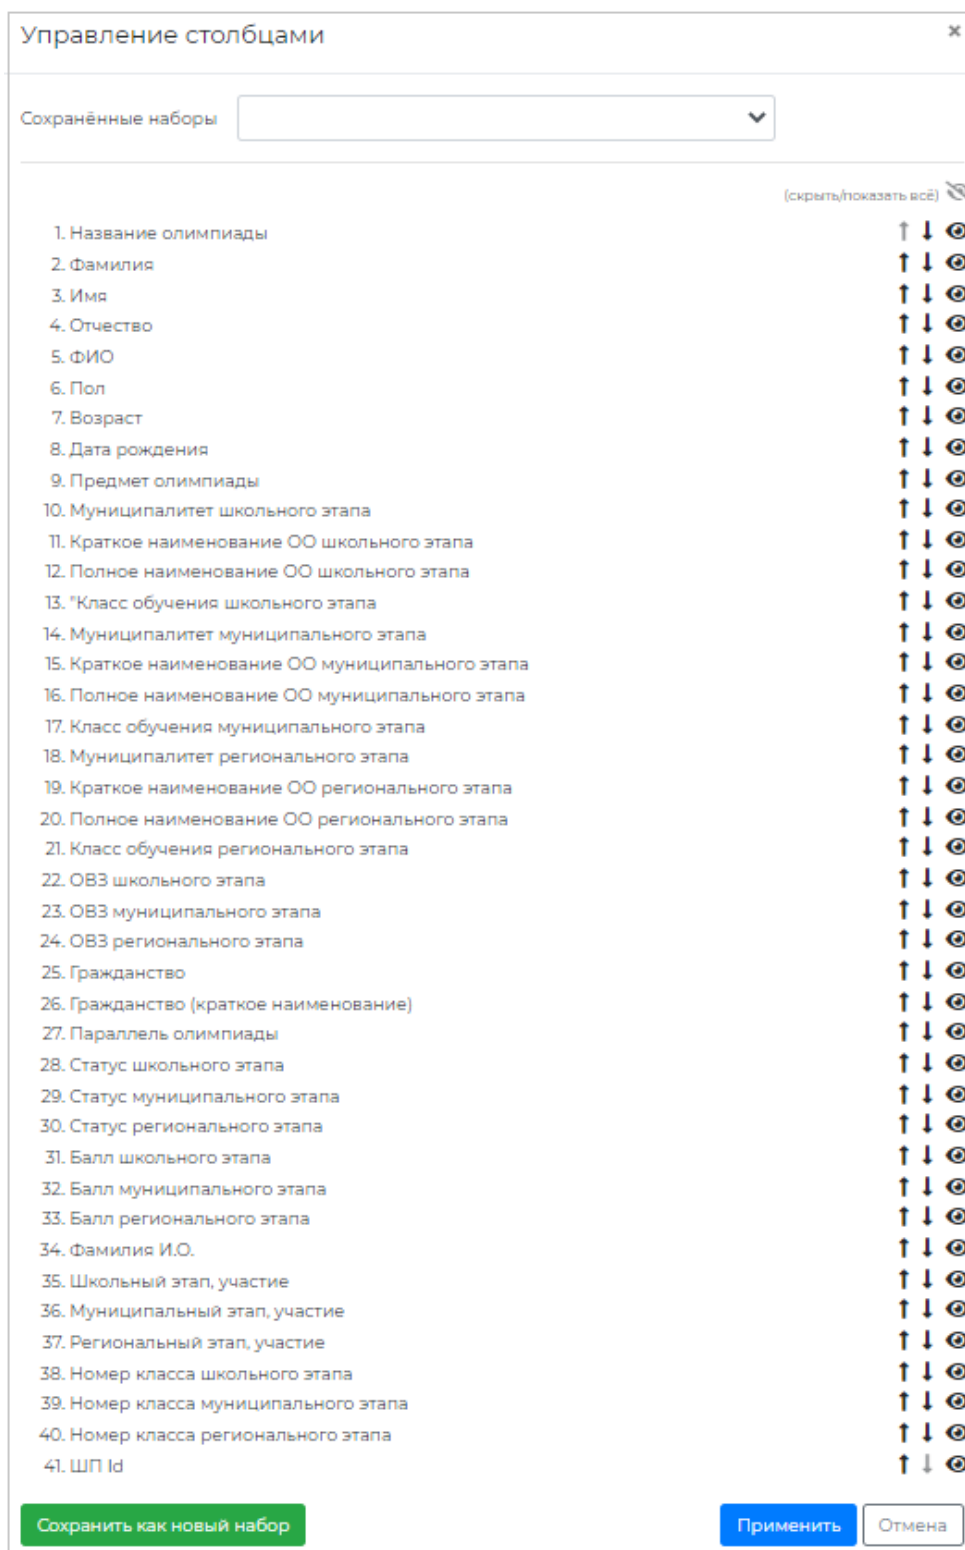 Управление столбцами ×
Сохранённые наборы
(скрыть/показать всё)
1. Название олимпиады
2. Фамилия
3. Имя
4. Отчество
5. ФИО
6. Пол
7. Возраст
8. Дата рождения
9. Предмет олимпиады
10. Муниципалитет школьного этапа
11. Краткое наименование ОО школьного этапа
12. Полное наименование ОО школьного этапа
13. "Класс обучения школьного этапа
14. Муниципалитет муниципального этапа
15. Краткое наименование ОО муниципального этапа
16. Полное наименование ОО муниципального этапа
17. Класс обучения муниципального этапа
18. Муниципалитет регионального этапа
19. Краткое наименование ОО регионального этапа
20. Полное наименование ОО регионального этапа
21. Класс обучения регионального этапа
22. ОВЗ школьного этапа
23. ОВЗ муниципального этапа
24. ОВЗ регионального этапа
25. Гражданство
26. Гражданство (краткое наименование)
27. Параллель олимпиады
28. Статус школьного этапа
29. Статус муниципального этапа
30. Статус регионального этапа
31. Балл школьного этапа
32. Балл муниципального этапа
33. Балл регионального этапа
34. Фамилия И.О.
35. Школьный этап, участие
36. Муниципальный этап, участие
37. Региональный этап, участие
38. Номер класса школьного этапа
39. Номер класса муниципального этапа
40. Номер класса регионального этапа
41. ШП Id
Сохранить как новый набор Применить Отмена